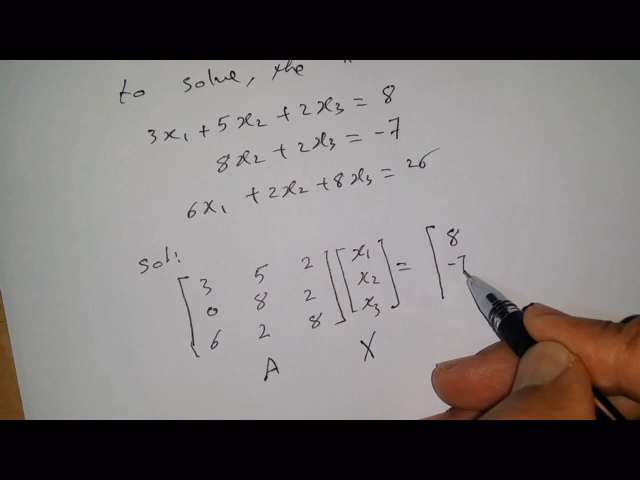 to solve, the
3x₁ + 5x₂ + 2x₃ = 8
8x₂ + 2x₃ = -7
6x₁ + 2x₂ + 8x₃ = 26
sol:
[3 5 2] [x₁] = [8
[0 8 2] [x₂] -7
[6 2 8] [x₃]
A X